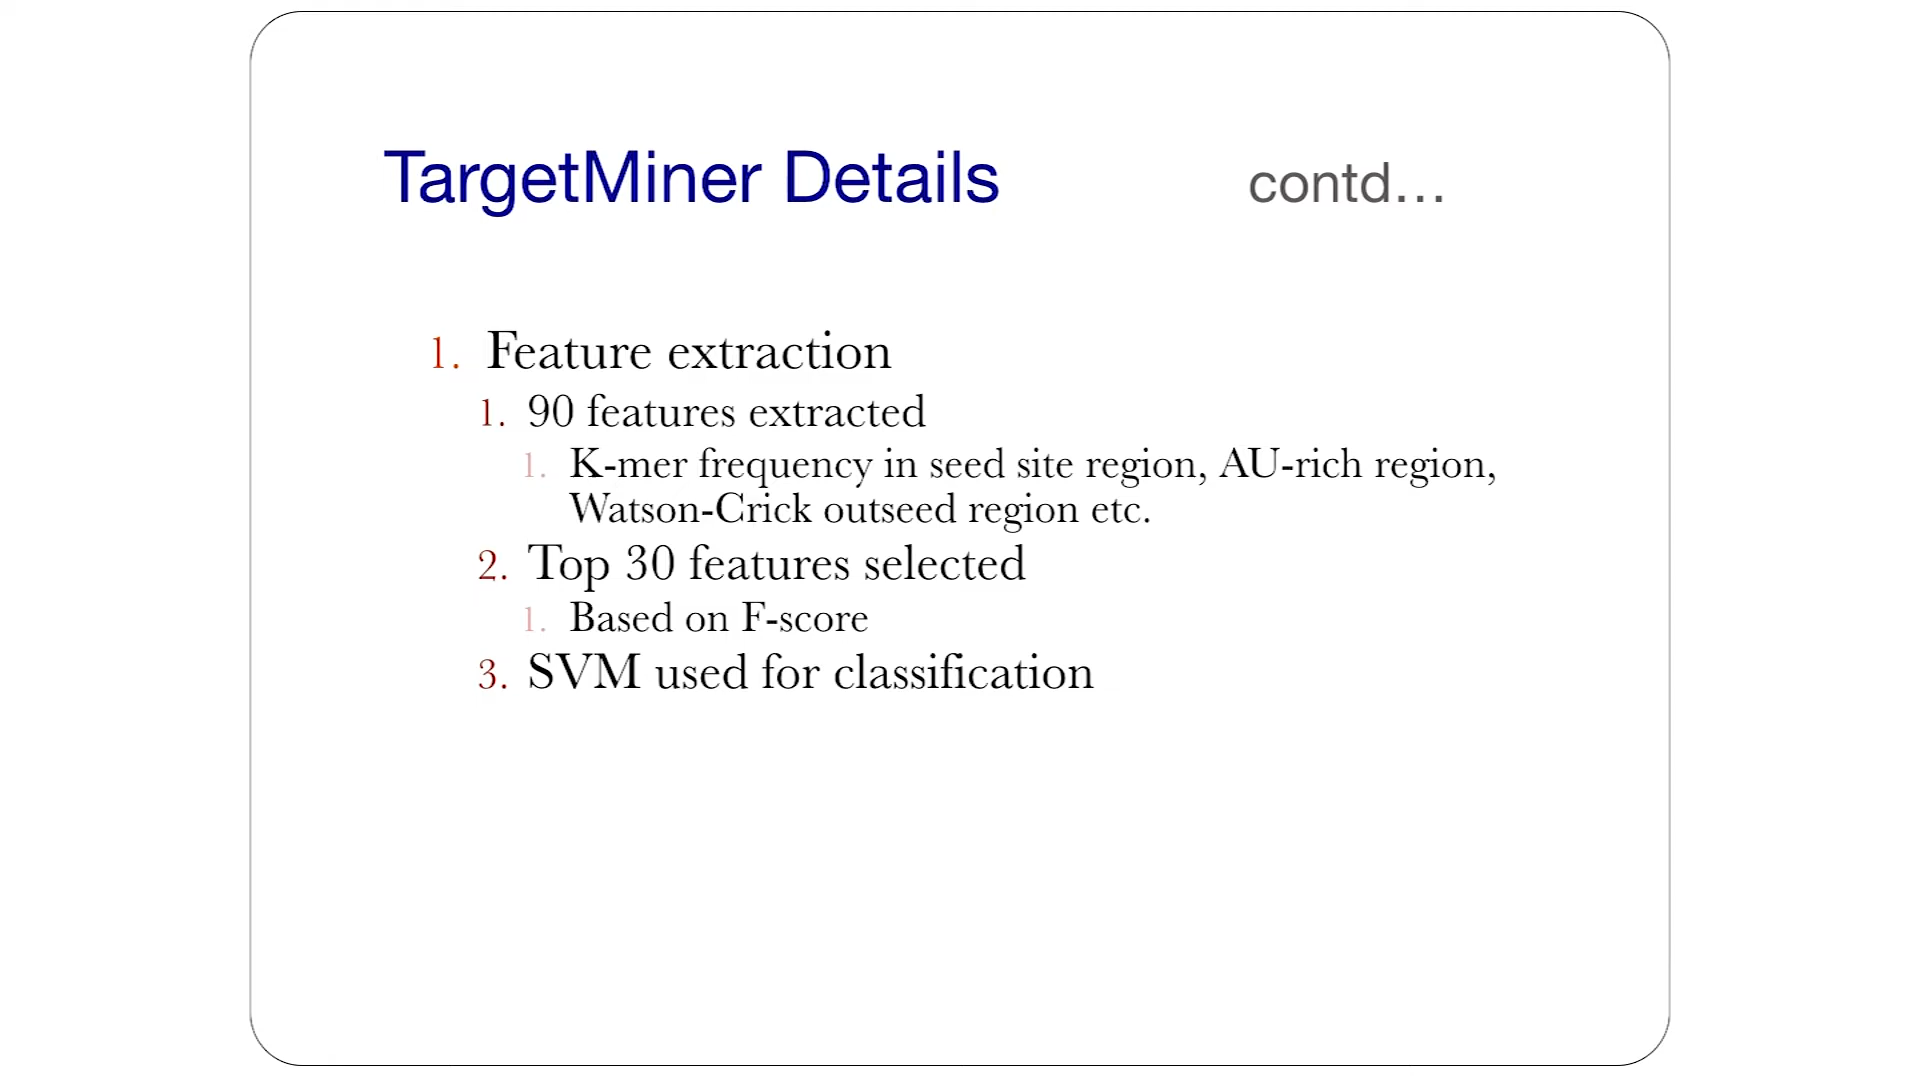 TargetMiner Details contd...
1. Feature extraction
1. 90 features extracted
1. K-mer frequency in seed site region, AU-rich region,
Watson-Crick outseed region etc.
2. Top 30 features selected
1. Based on F-score
3. SVM used for classification